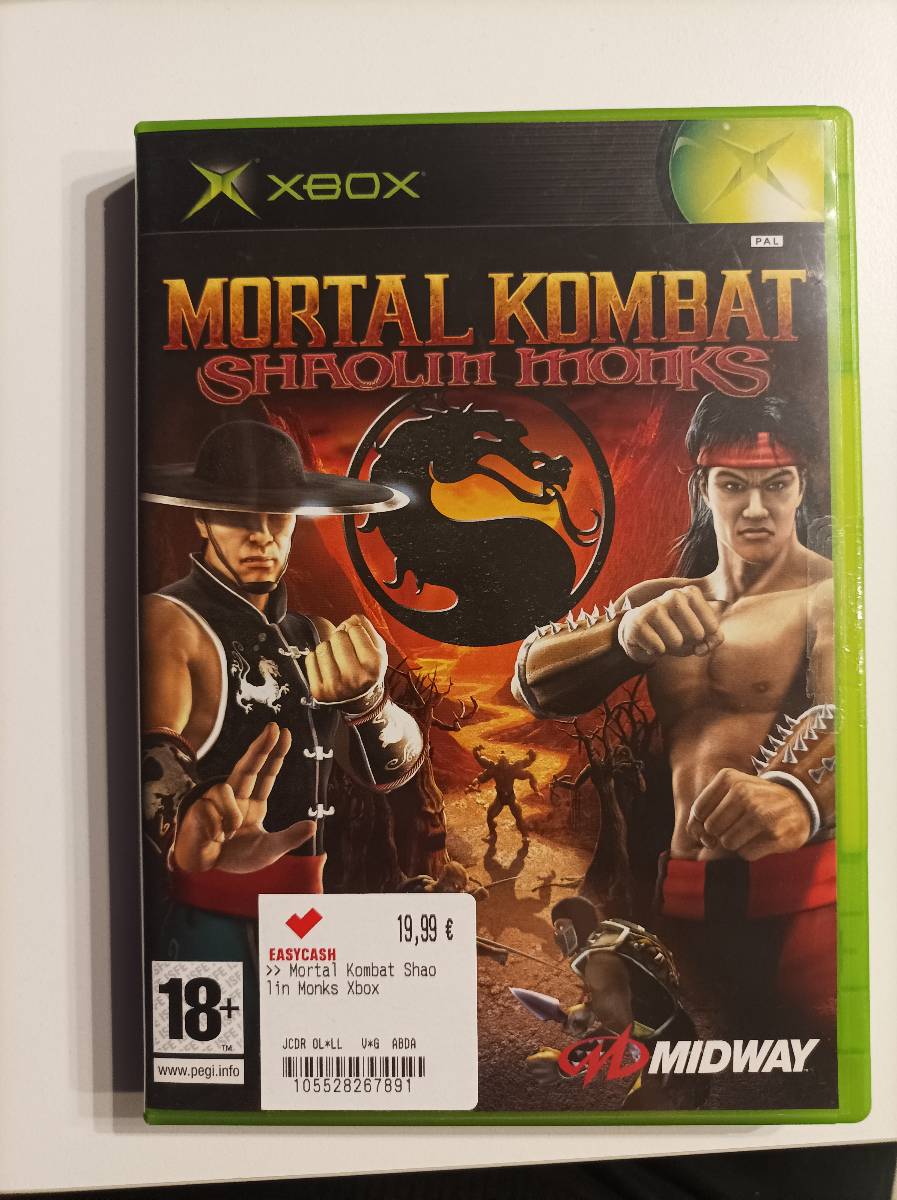 XBOX
PAL
MORTAL KOMBAT
SHAOLIN MONKS
19,99 €
EASYCASH
>> Mortal Kombat Shao
lin Monks Xbox
JCDR OL*LL V*G ABDA
105528267891
18+
TM
www.pegi.info
MIDWAY